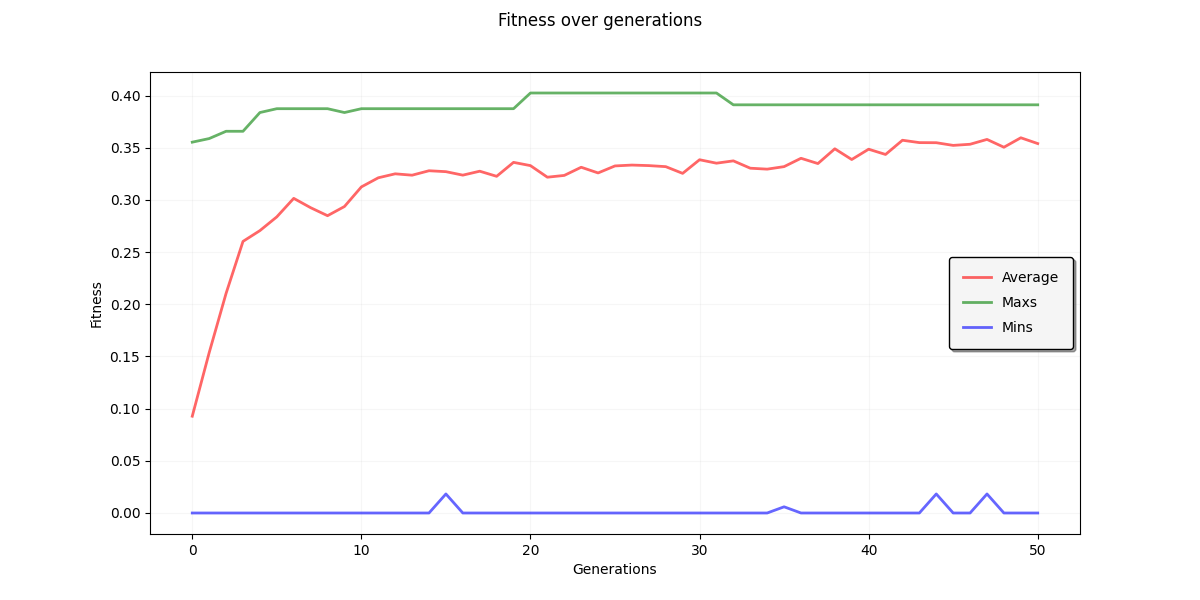 Fitness over generations
0.40
0.35
0.30
0.25
0.20
0.15
0.10
0.05
0.00
Fitness
Average
Maxs
Mins
0 10 20 30 40 50
Generations